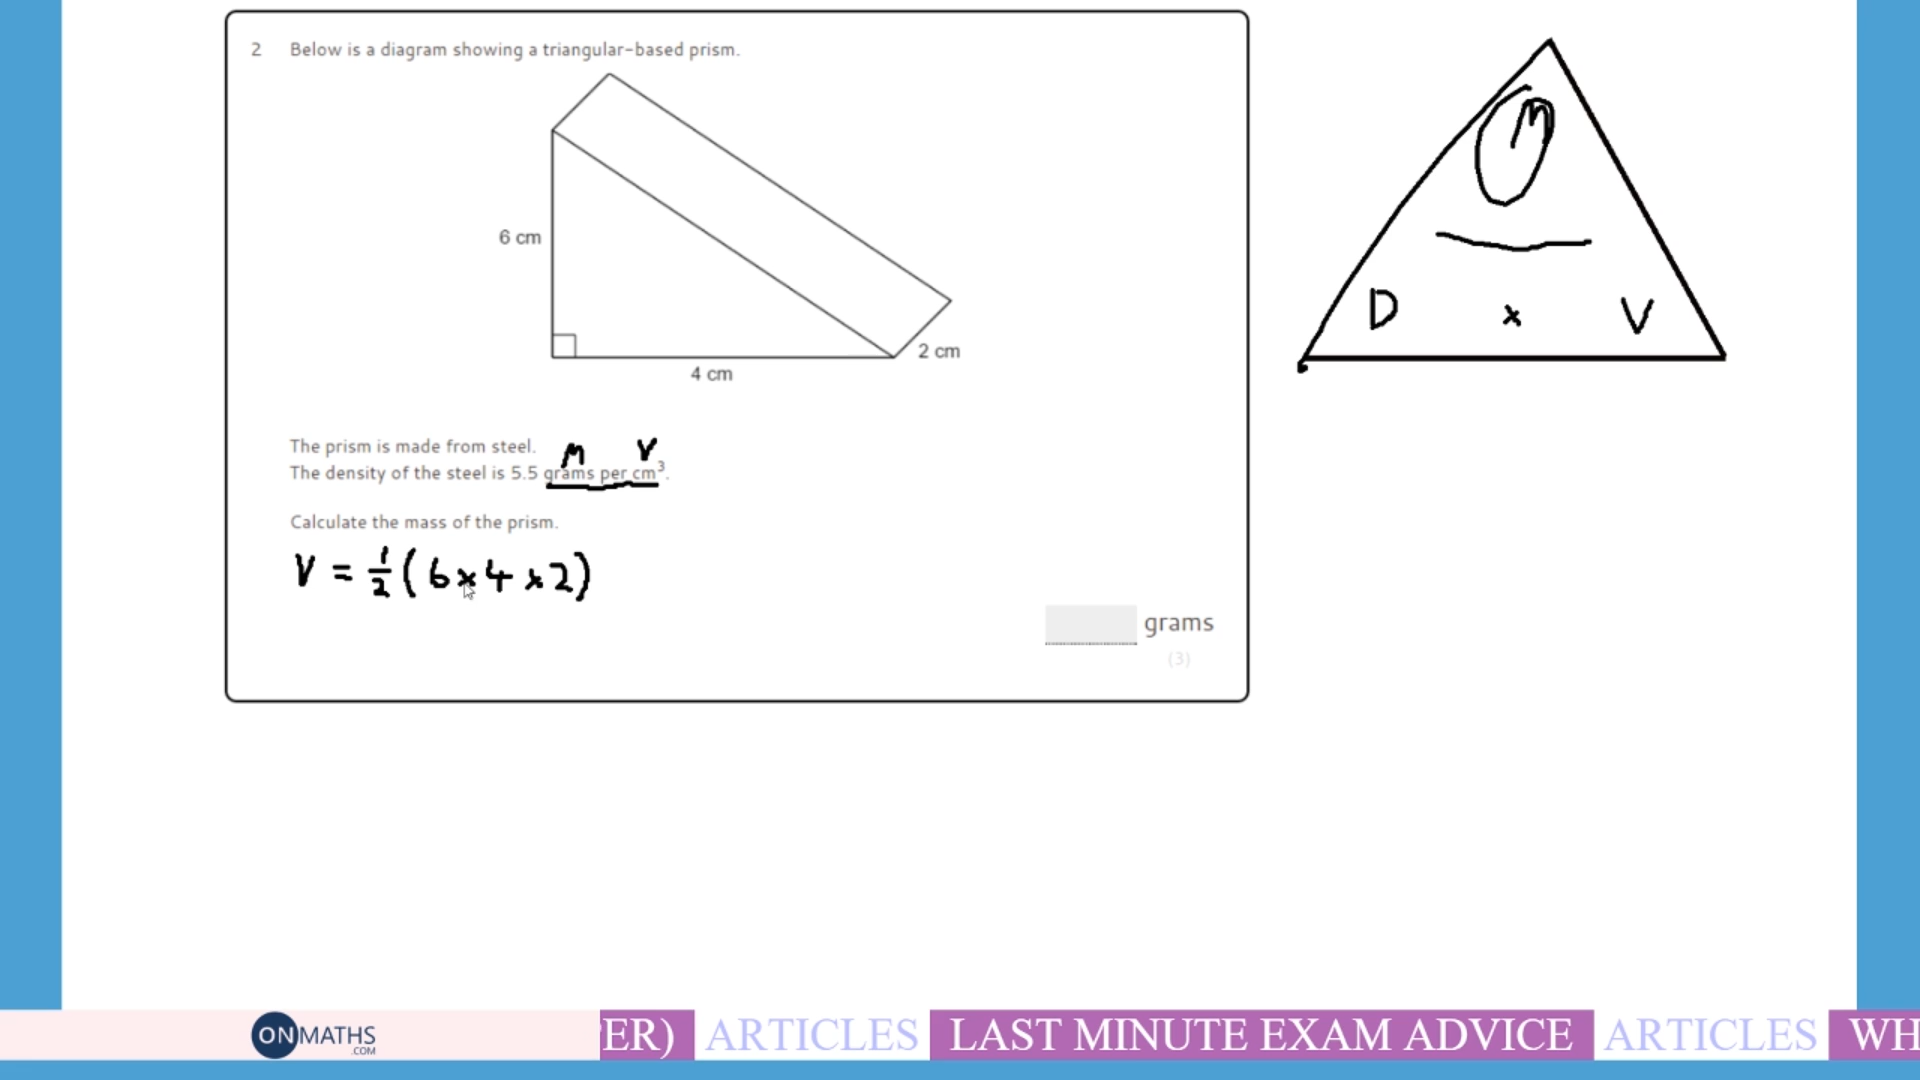 2 Below is a diagram showing a triangular-based prism.
6 cm
4 cm
2 cm
M
D x V
The prism is made from steel.
M V
The density of the steel is 5.5 grams per cm³.
Calculate the mass of the prism.
V = ½ ( 6 x 4 x 2 )
grams
(3)
ONMATHS
.COM
PER) ARTICLES LAST MINUTE EXAM ADVICE ARTICLES WH